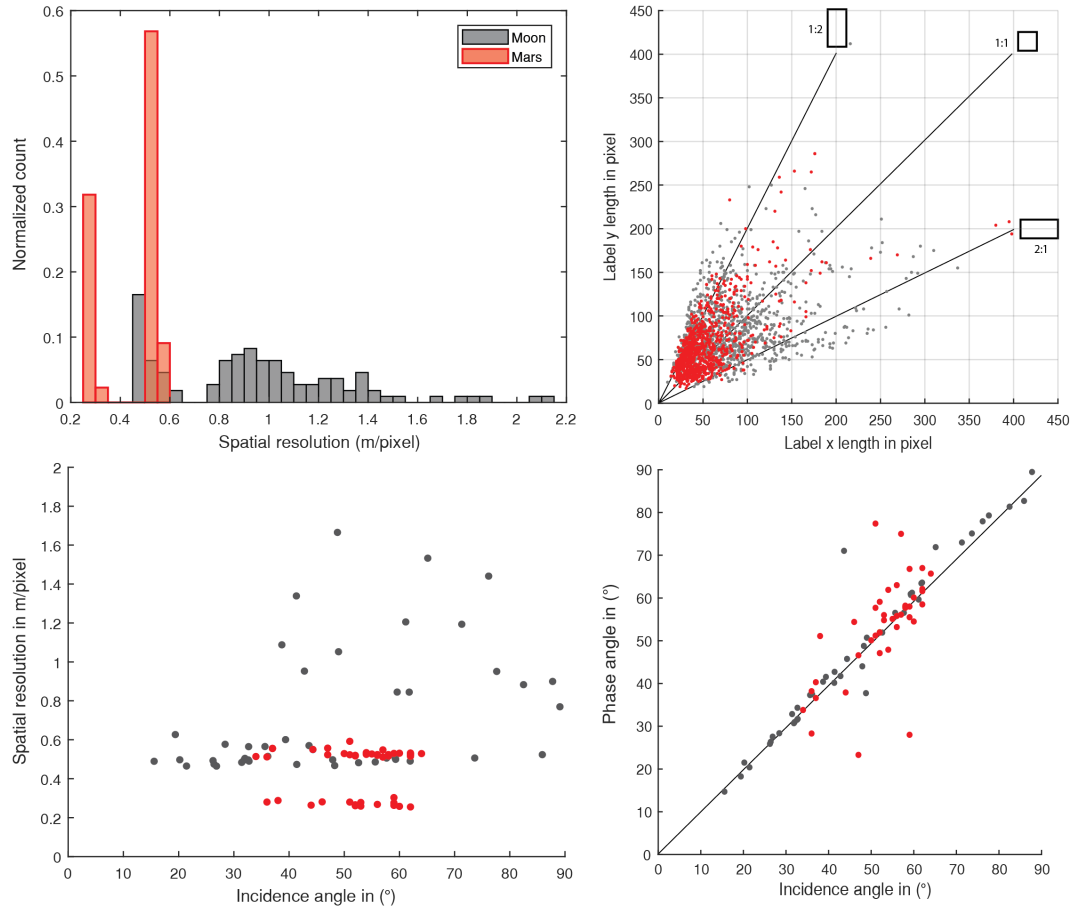 0.6
0.5
0.4
0.3
0.2
0.1
0
0.2 0.4 0.6 0.8 1 1.2 1.4 1.6 1.8 2 2.2
Normalized count
Spatial resolution (m/pixel)
Moon
Mars
450
400
350
300
250
200
150
100
50
0
0 50 100 150 200 250 300 350 400 450
Label y length in pixel
Label x length in pixel
1:2
1:1
2:1
2
1.8
1.6
1.4
1.2
1
0.8
0.6
0.4
0.2
0
0 10 20 30 40 50 60 70 80 90
Spatial resolution in m/pixel
Incidence angle in (°)
90
80
70
60
50
40
30
20
10
0
0 10 20 30 40 50 60 70 80 90
Phase angle in (°)
Incidence angle in (°)